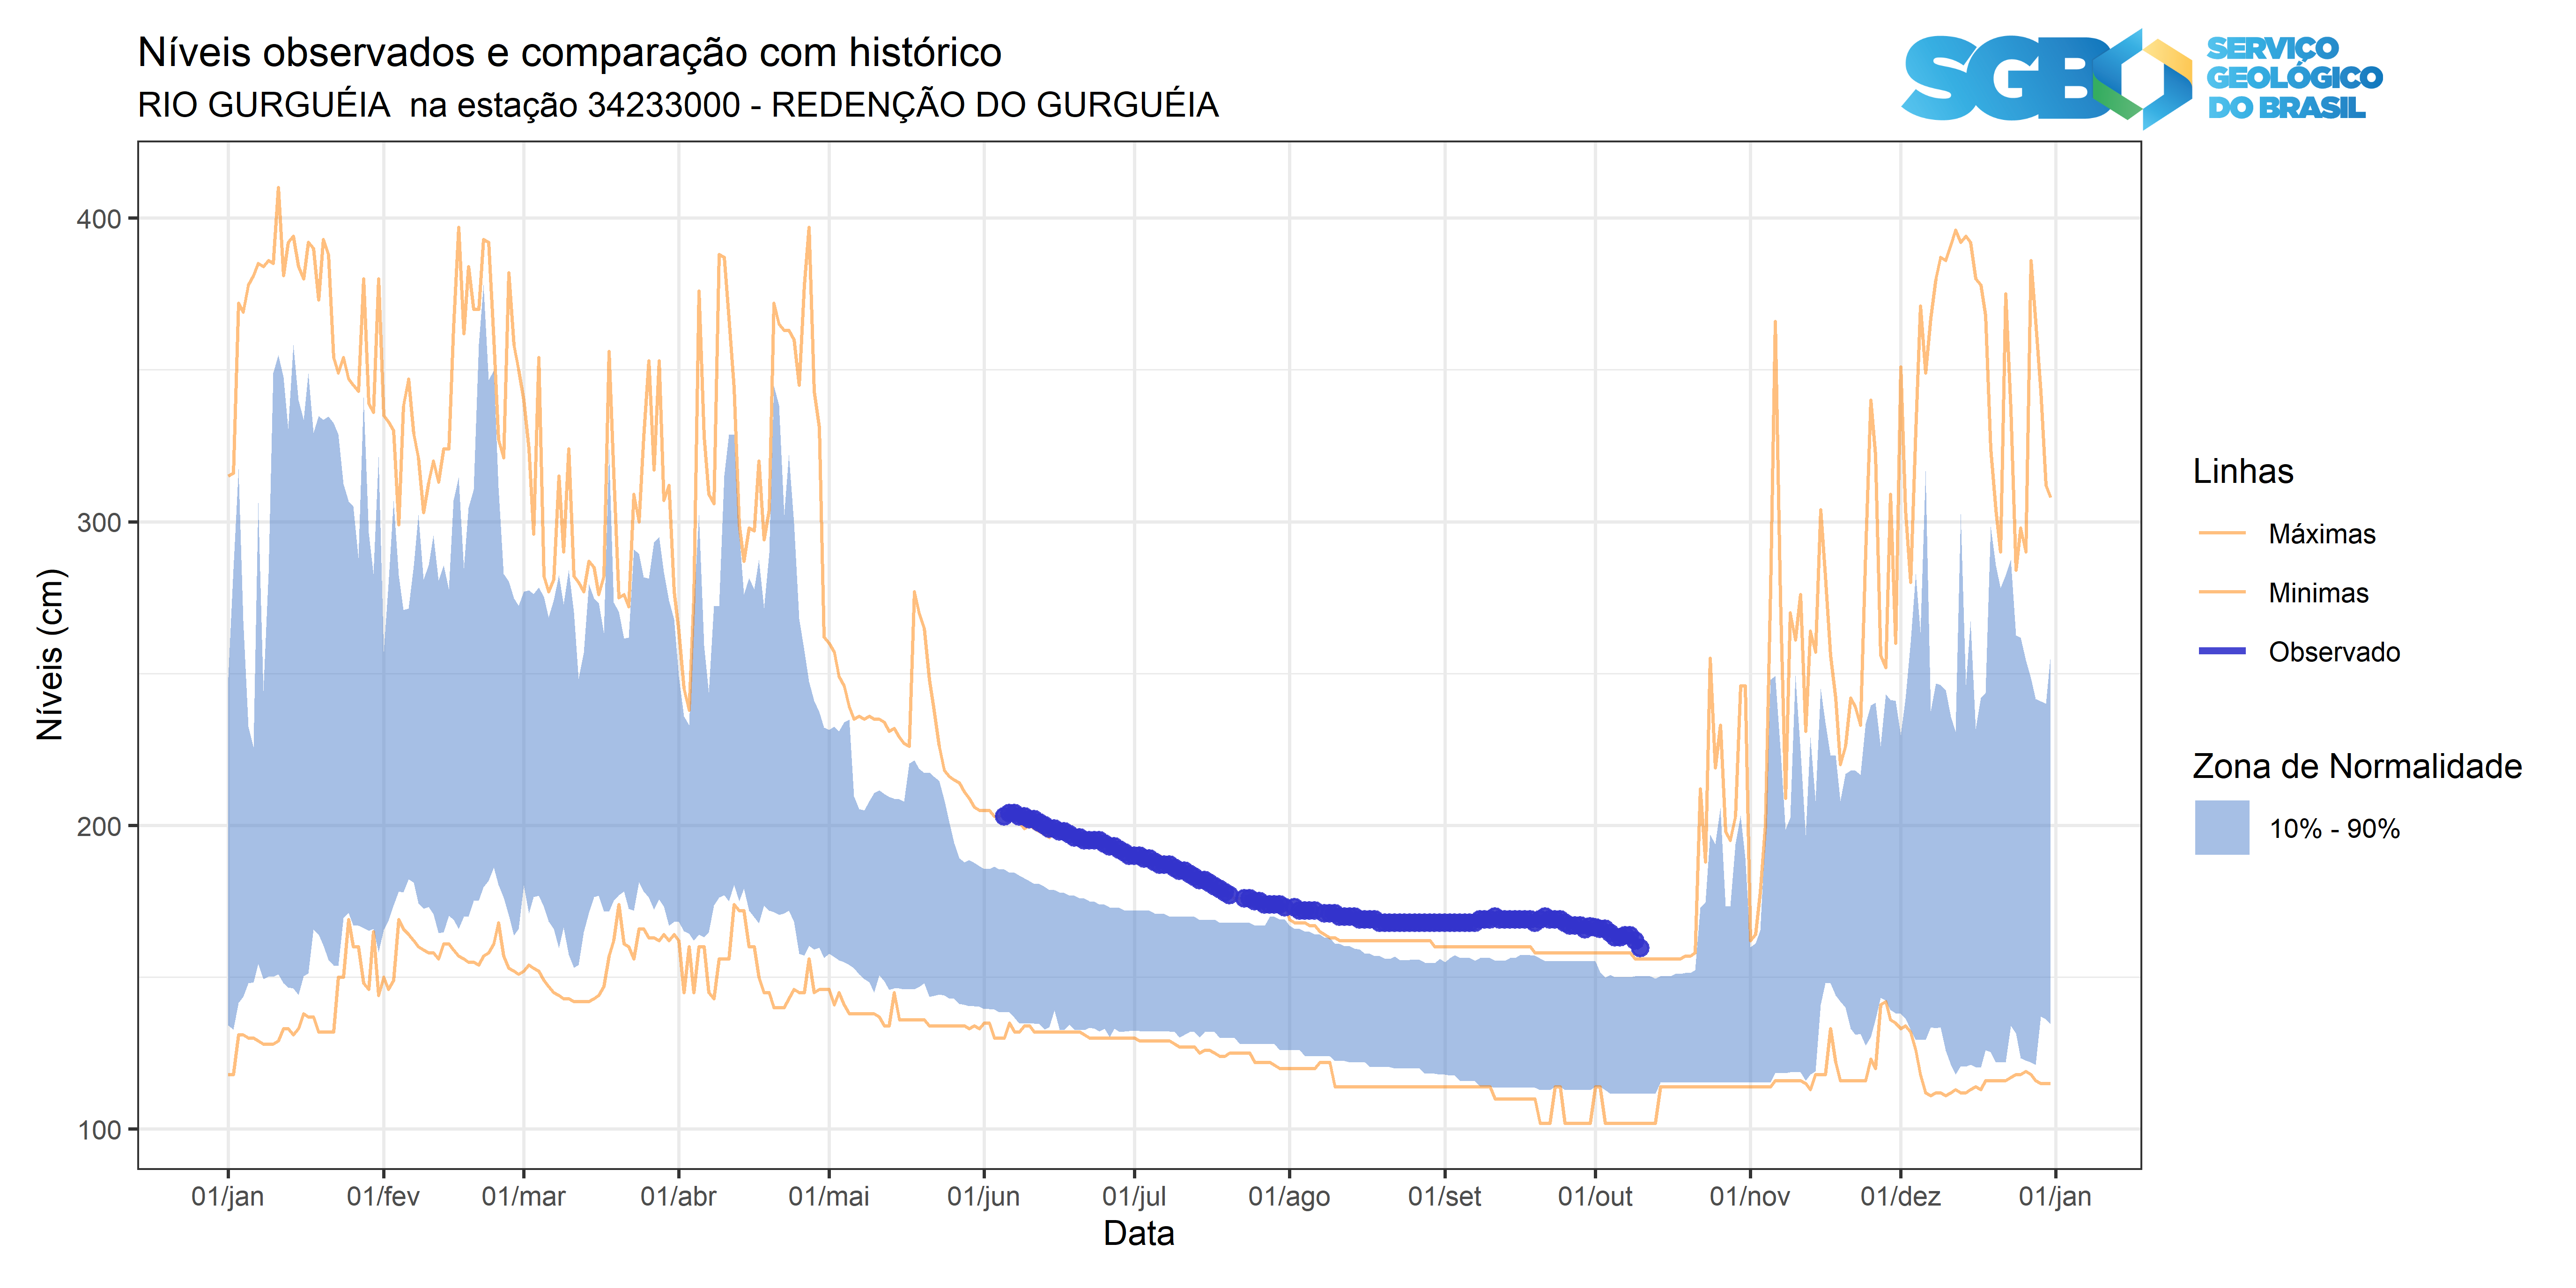 Níveis observados e comparação com histórico
RIO GURGUÉIA  na estação 34233000 - REDENÇÃO DO GURGUÉIA
SGB
SERVIÇO
GEOLÓGICO
DO BRASIL
400
300
200
100
Níveis (cm)
01/jan
01/fev
01/mar
01/abr
01/mai
01/jun
01/jul
01/ago
01/set
01/out
01/nov
01/dez
01/jan
Data
Linhas
Máximas
Minimas
Observado
Zona de Normalidade
10% - 90%